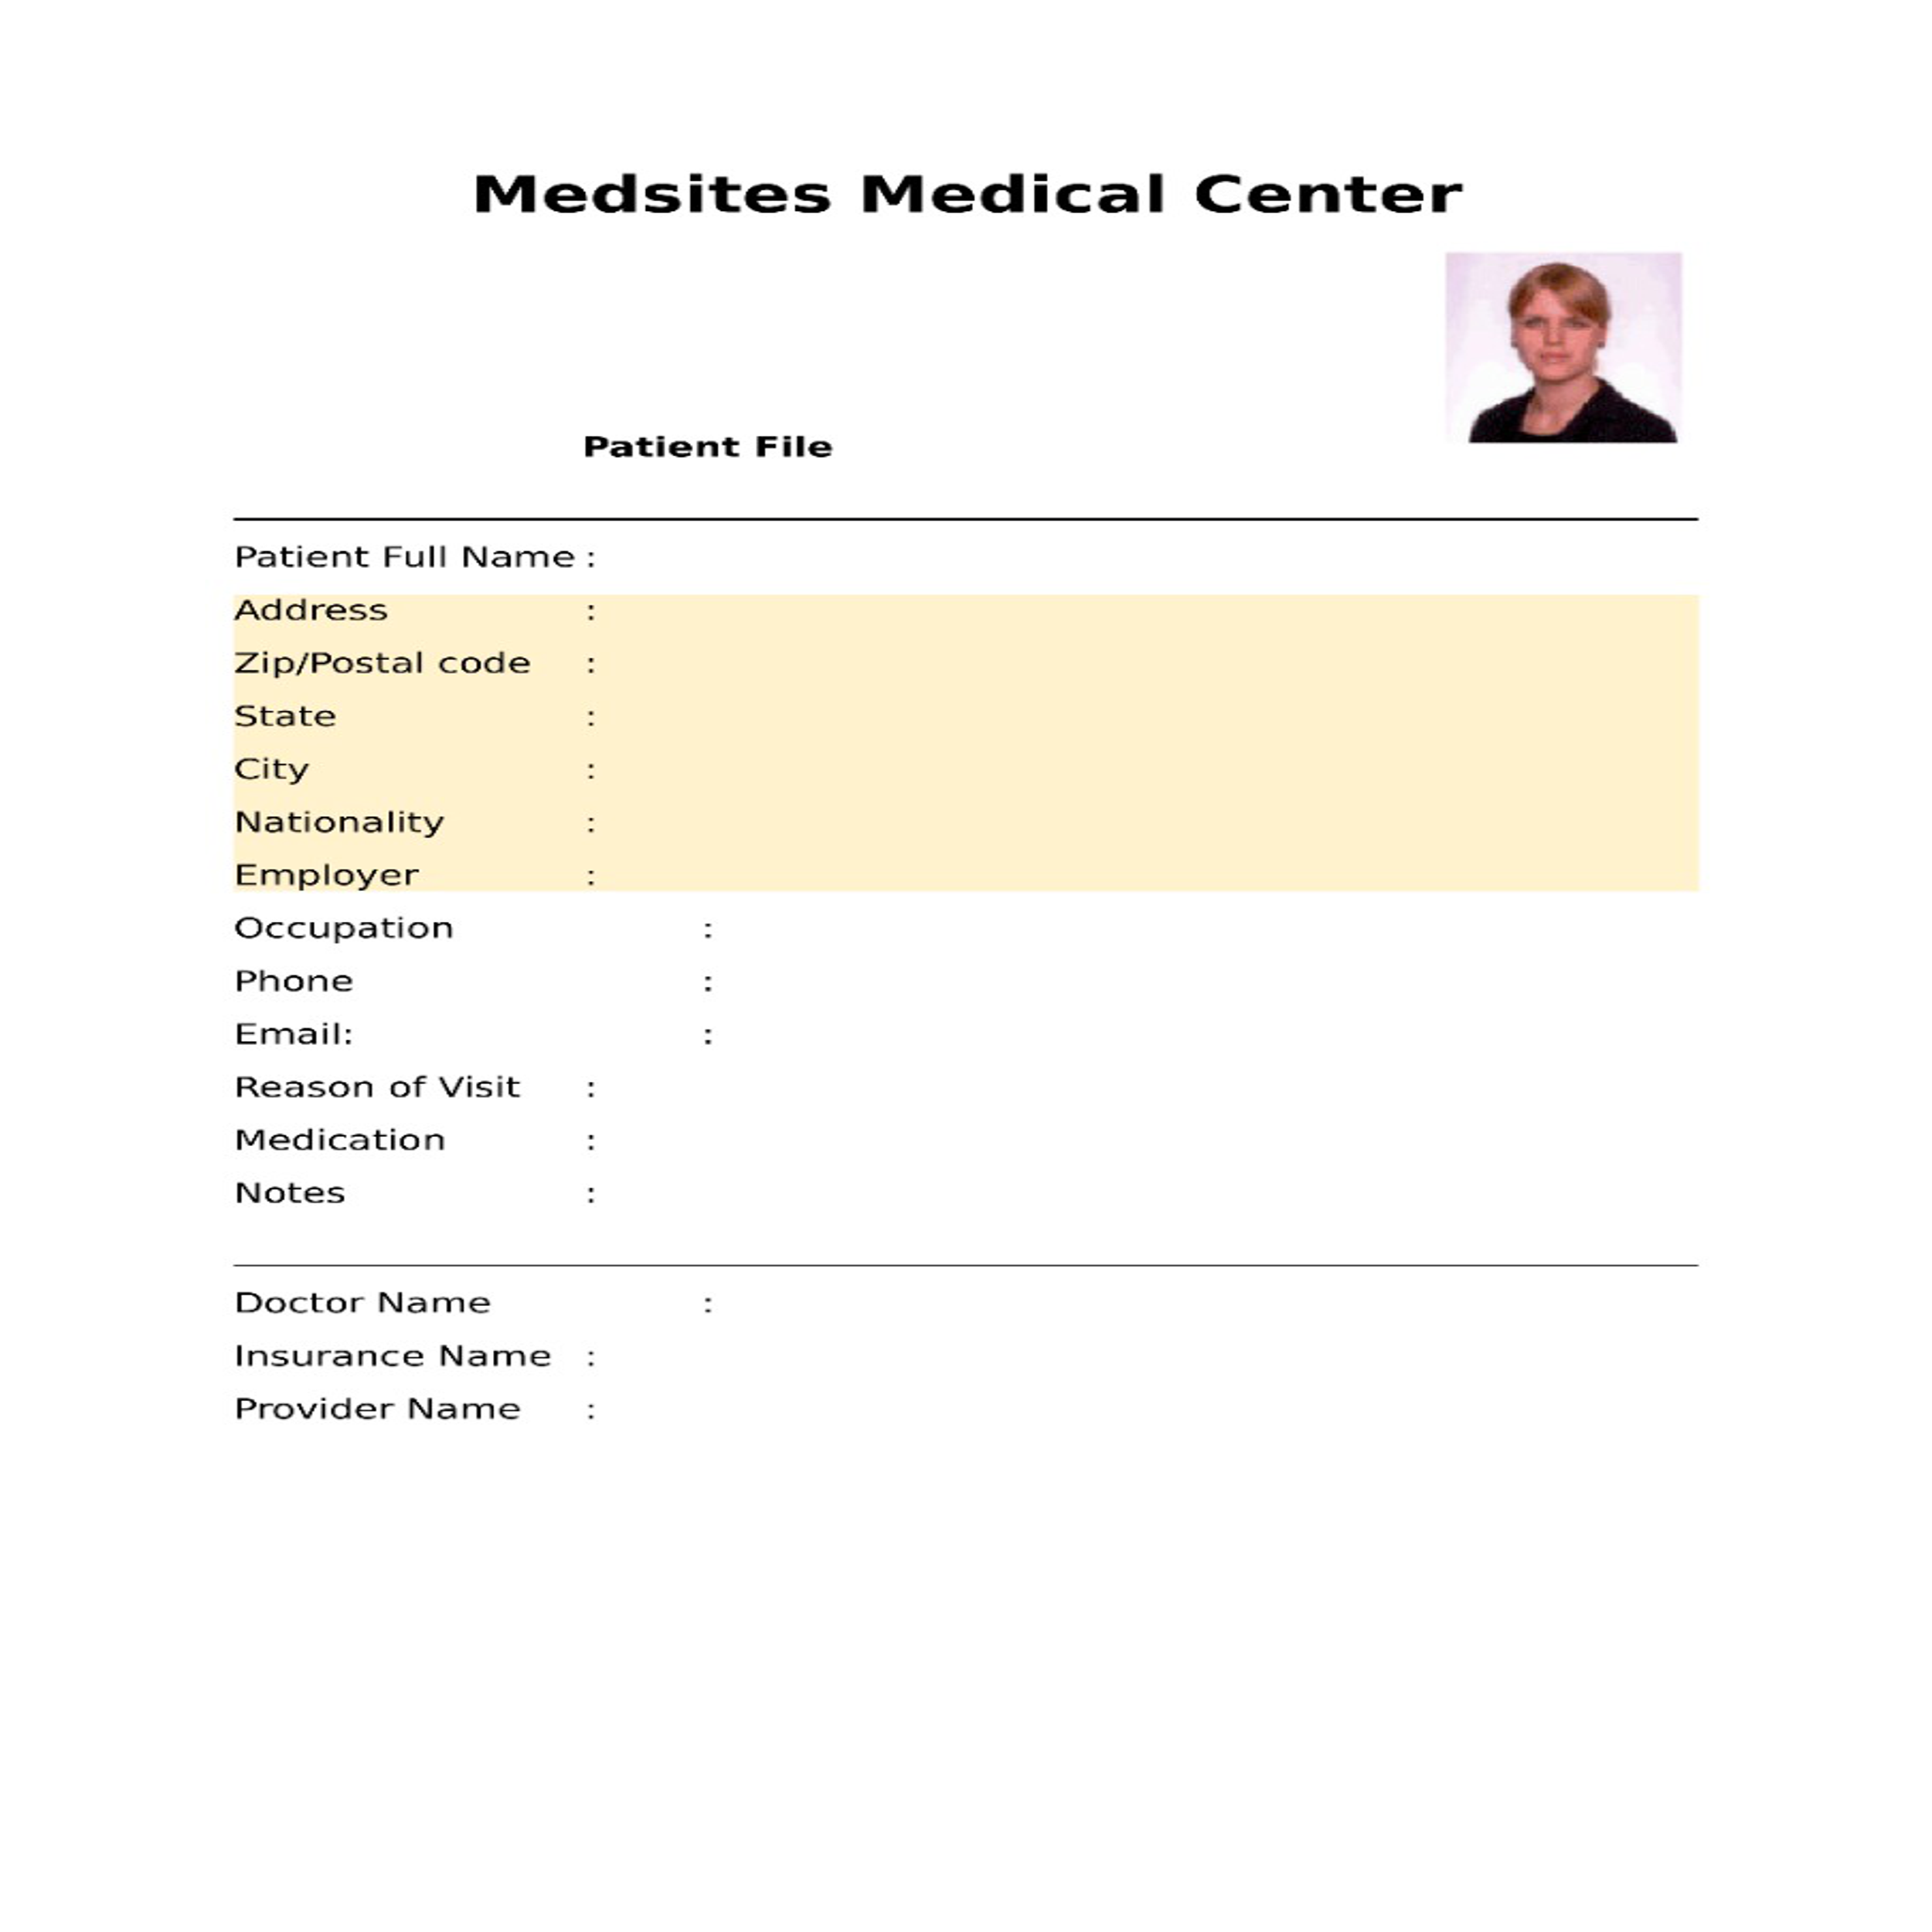 Medsites Medical Center
Patient File
Patient Full Name :
Address :
Zip/Postal code :
State :
City :
Nationality :
Employer :
Occupation :
Phone :
Email: :
Reason of Visit :
Medication :
Notes :
Doctor Name :
Insurance Name :
Provider Name :